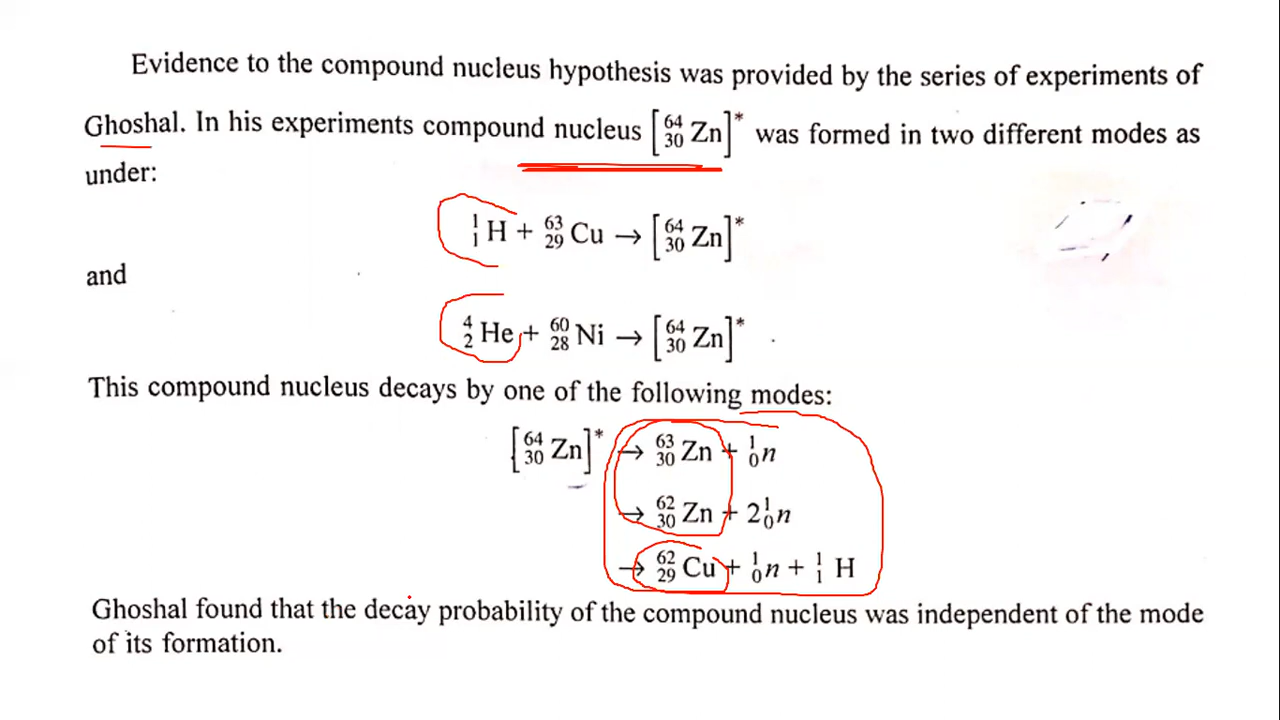 Evidence to the compound nucleus hypothesis was provided by the series of experiments of
Ghoshal. In his experiments compound nucleus [⁶⁴₃₀Zn]* was formed in two different modes as
under:
¹₁H + ⁶³₂₉Cu → [⁶⁴₃₀Zn]*
and
⁴₂He + ⁶⁰₂₈Ni → [⁶⁴₃₀Zn]*
This compound nucleus decays by one of the following modes:
[⁶⁴₃₀Zn]* → ⁶³₃₀Zn + ¹₀n
→ ⁶²₃₀Zn + 2¹₀n
→ ⁶²₂₉Cu + ¹₀n + ¹₁H
Ghoshal found that the decay probability of the compound nucleus was independent of the mode
of its formation.